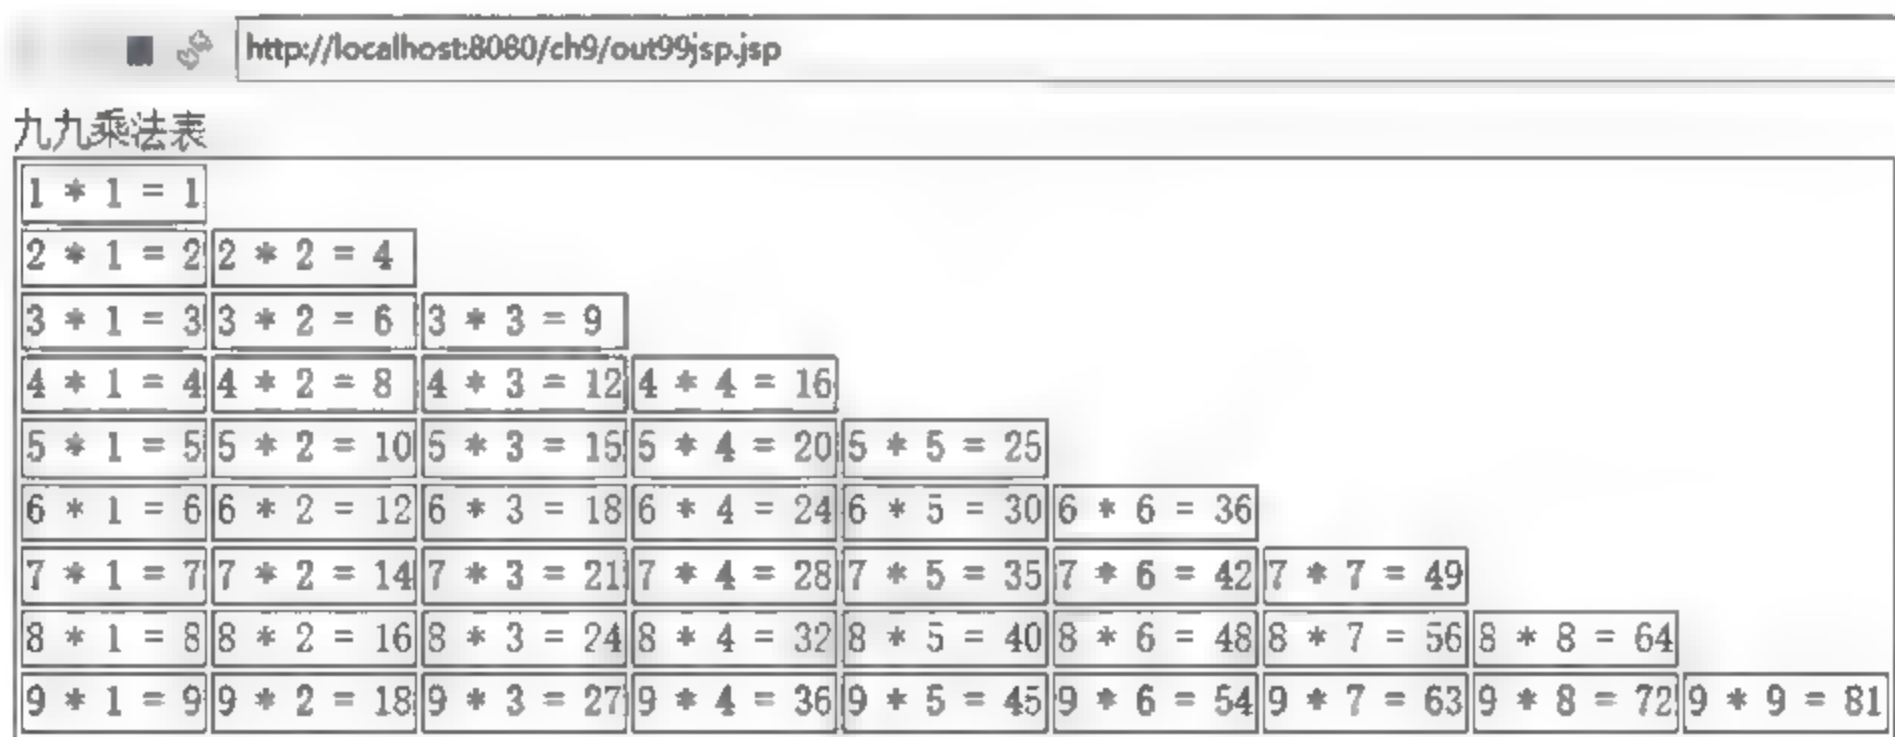 http://localhost:8080/ch9/out99jsp.jsp
九九乘法表
1 * 1 = 1
2 * 1 = 2 2 * 2 = 4
3 * 1 = 3 3 * 2 = 6 3 * 3 = 9
4 * 1 = 4 4 * 2 = 8 4 * 3 = 12 4 * 4 = 16
5 * 1 = 5 5 * 2 = 10 5 * 3 = 15 5 * 4 = 20 5 * 5 = 25
6 * 1 = 6 6 * 2 = 12 6 * 3 = 18 6 * 4 = 24 6 * 5 = 30 6 * 6 = 36
7 * 1 = 7 7 * 2 = 14 7 * 3 = 21 7 * 4 = 28 7 * 5 = 35 7 * 6 = 42 7 * 7 = 49
8 * 1 = 8 8 * 2 = 16 8 * 3 = 24 8 * 4 = 32 8 * 5 = 40 8 * 6 = 48 8 * 7 = 56 8 * 8 = 64
9 * 1 = 9 9 * 2 = 18 9 * 3 = 27 9 * 4 = 36 9 * 5 = 45 9 * 6 = 54 9 * 7 = 63 9 * 8 = 72 9 * 9 = 81